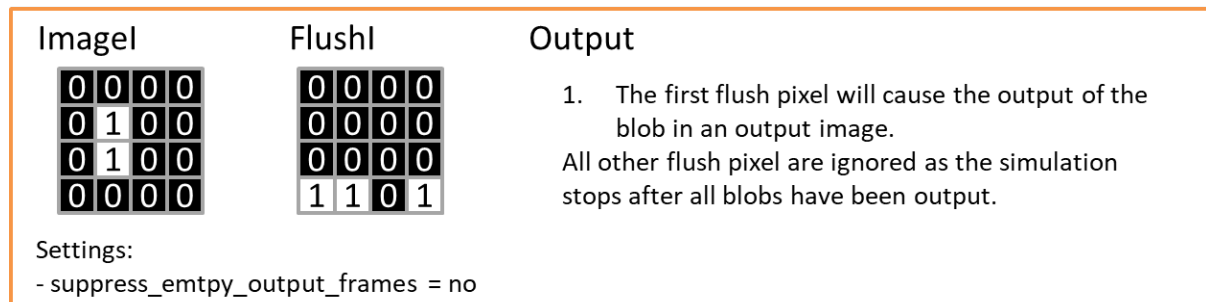 ImageI
0 0 0 0
0 1 0 0
0 1 0 0
0 0 0 0
FlushI
0 0 0 0
0 0 0 0
0 0 0 0
1 1 0 1
Output
1. The first flush pixel will cause the output of the
blob in an output image.
All other flush pixel are ignored as the simulation
stops after all blobs have been output.
Settings:
- suppress_emtpy_output_frames = no